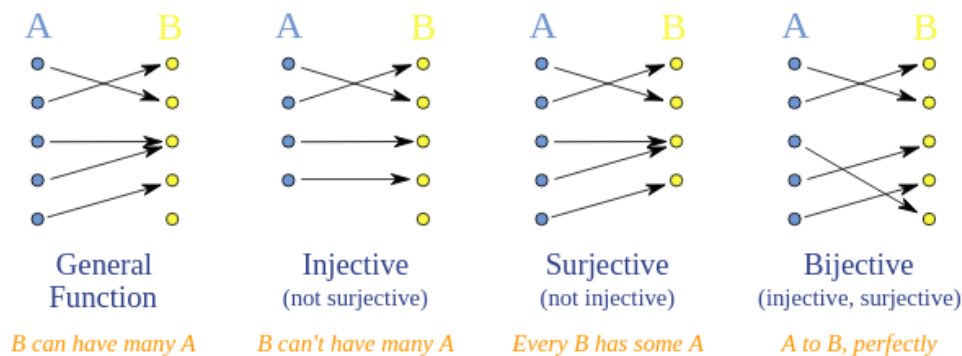 A B A B A B A B
General Injective Surjective Bijective
Function (not surjective) (not injective) (injective, surjective)
B can have many A B can't have many A Every B has some A A to B, perfectly